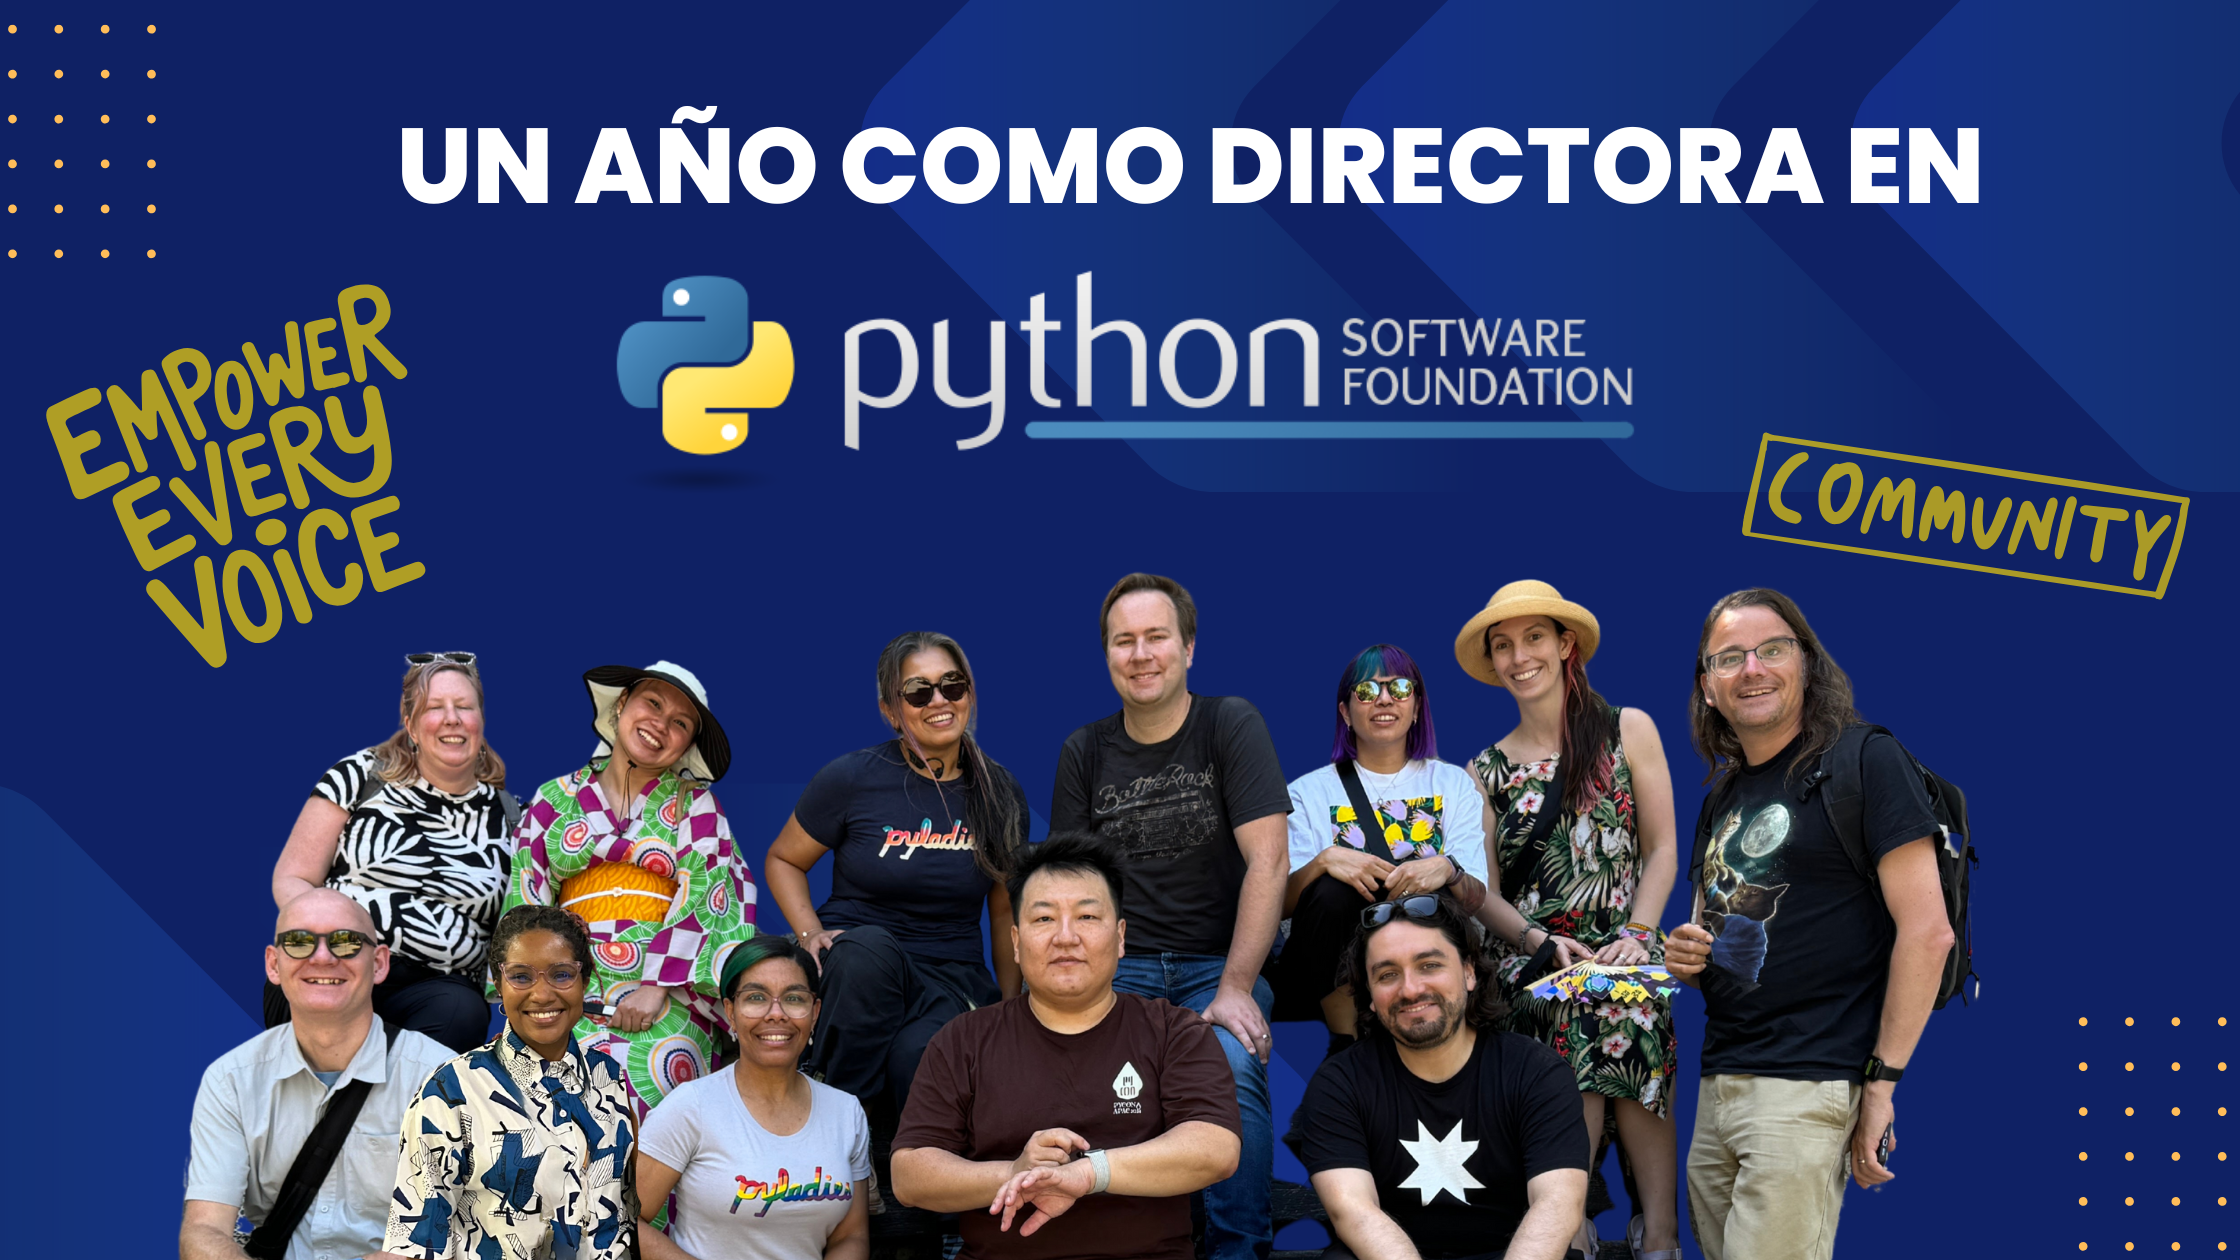 UN AÑO COMO DIRECTORA EN
python SOFTWARE
FOUNDATION
EMPOWER
EVERY
VOICE
COMMUNITY
pyladies
pyladies